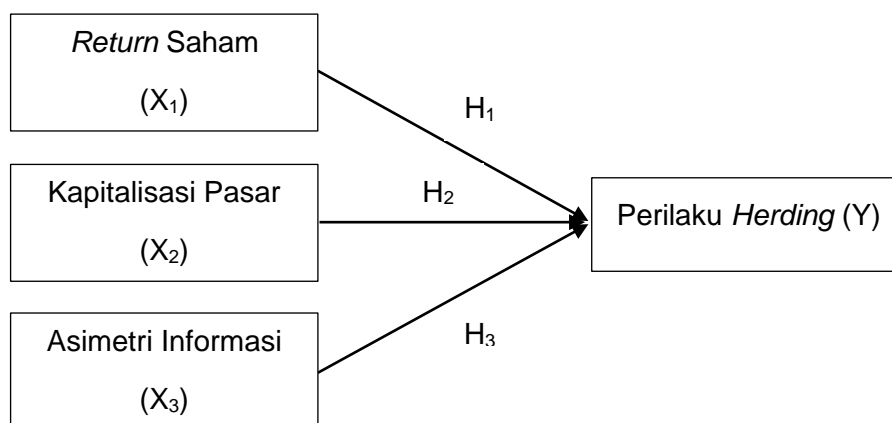 Return Saham
(X₁)
H₁
Kapitalisasi Pasar
(X₂)
H₂
Perilaku Herding (Y)
Asimetri Informasi
(X₃)
H₃